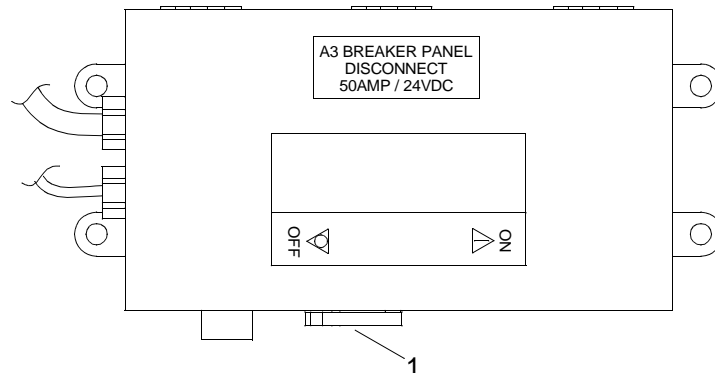 A3 BREAKER PANEL
DISCONNECT
50AMP / 24VDC
OFF
ON
1